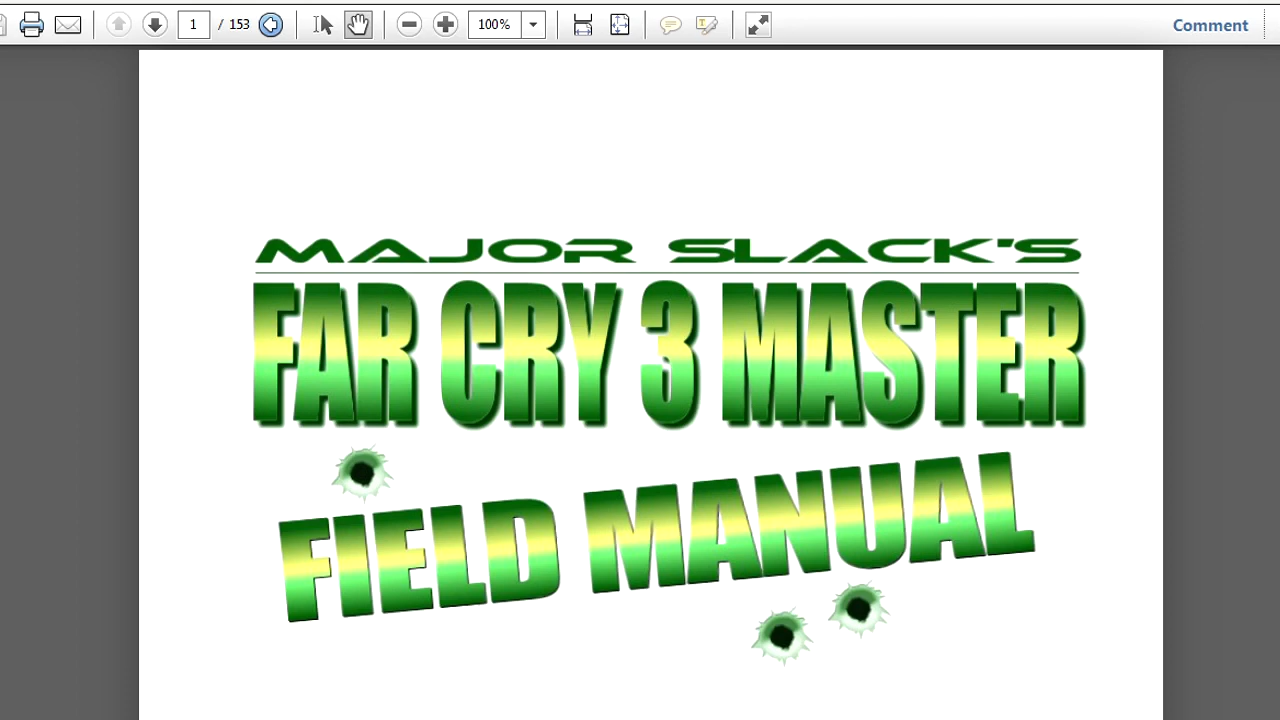 1 / 153 100% Comment
MAJOR SLACK'S
FAR CRY 3 MASTER
FIELD MANUAL